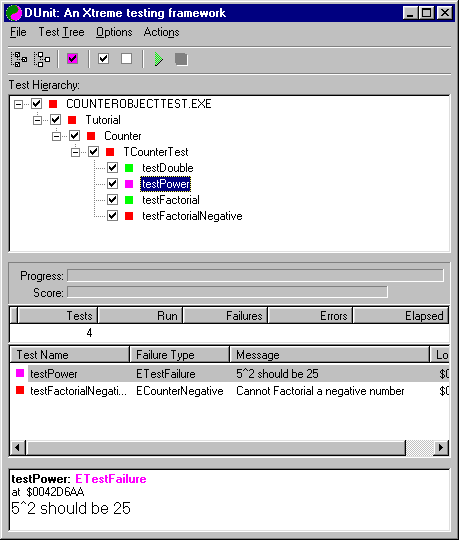 DUnit: An Xtreme testing framework
File Test Tree Options Actions
Test Hierarchy:
COUNTEROBJECTTEST.EXE
Tutorial
Counter
TCounterTest
testDouble
testPower
testFactorial
testFactorialNegative
Progress:
Score:
Tests Run Failures Errors Elapsed
4
Test Name Failure Type Message Lo
testPower ETestFailure 5^2 should be 25 $0
testFactorialNegati... ECounterNegative Cannot Factorial a negative number $0
testPower: ETestFailure
at $0042D6AA
5^2 should be 25